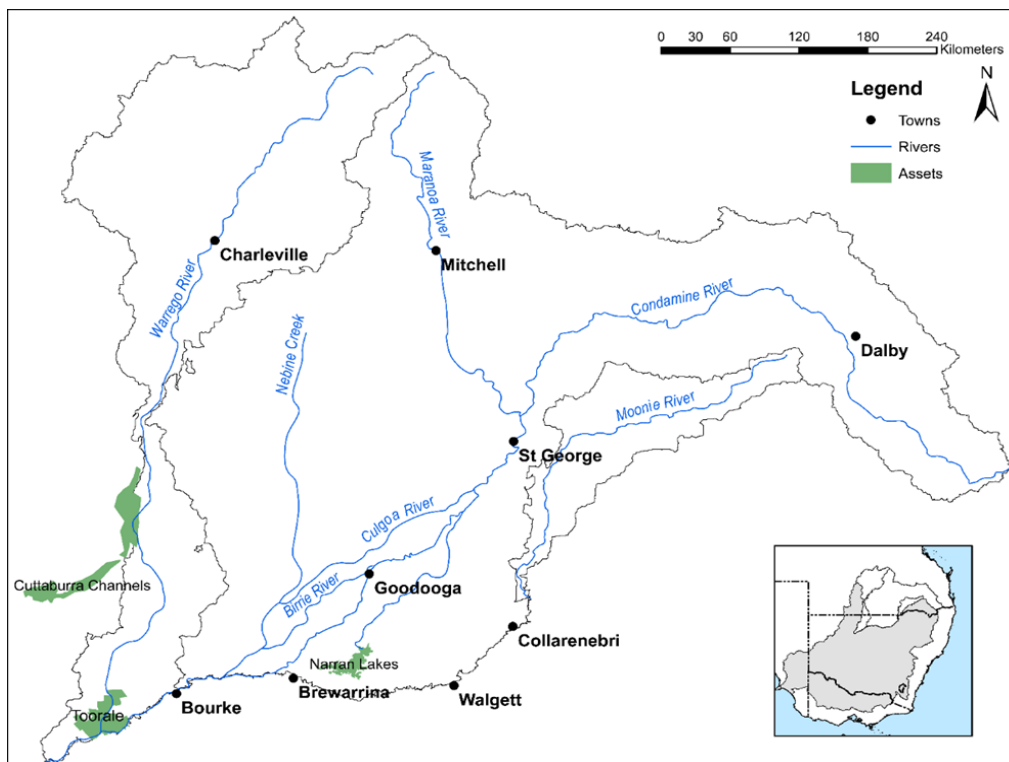 0 30 60 120 180 240
Kilometers
N
Legend
Towns
Rivers
Assets
Maranoa River
Charleville
Mitchell
Warrego River
Condamine River
Nebine Creek
Dalby
Moonie River
St George
Culgoa River
Cuttaburra Channels
Birrie River
Goodooga
Collarenebri
Narran Lakes
Brewarrina
Walgett
Bourke
Toorale